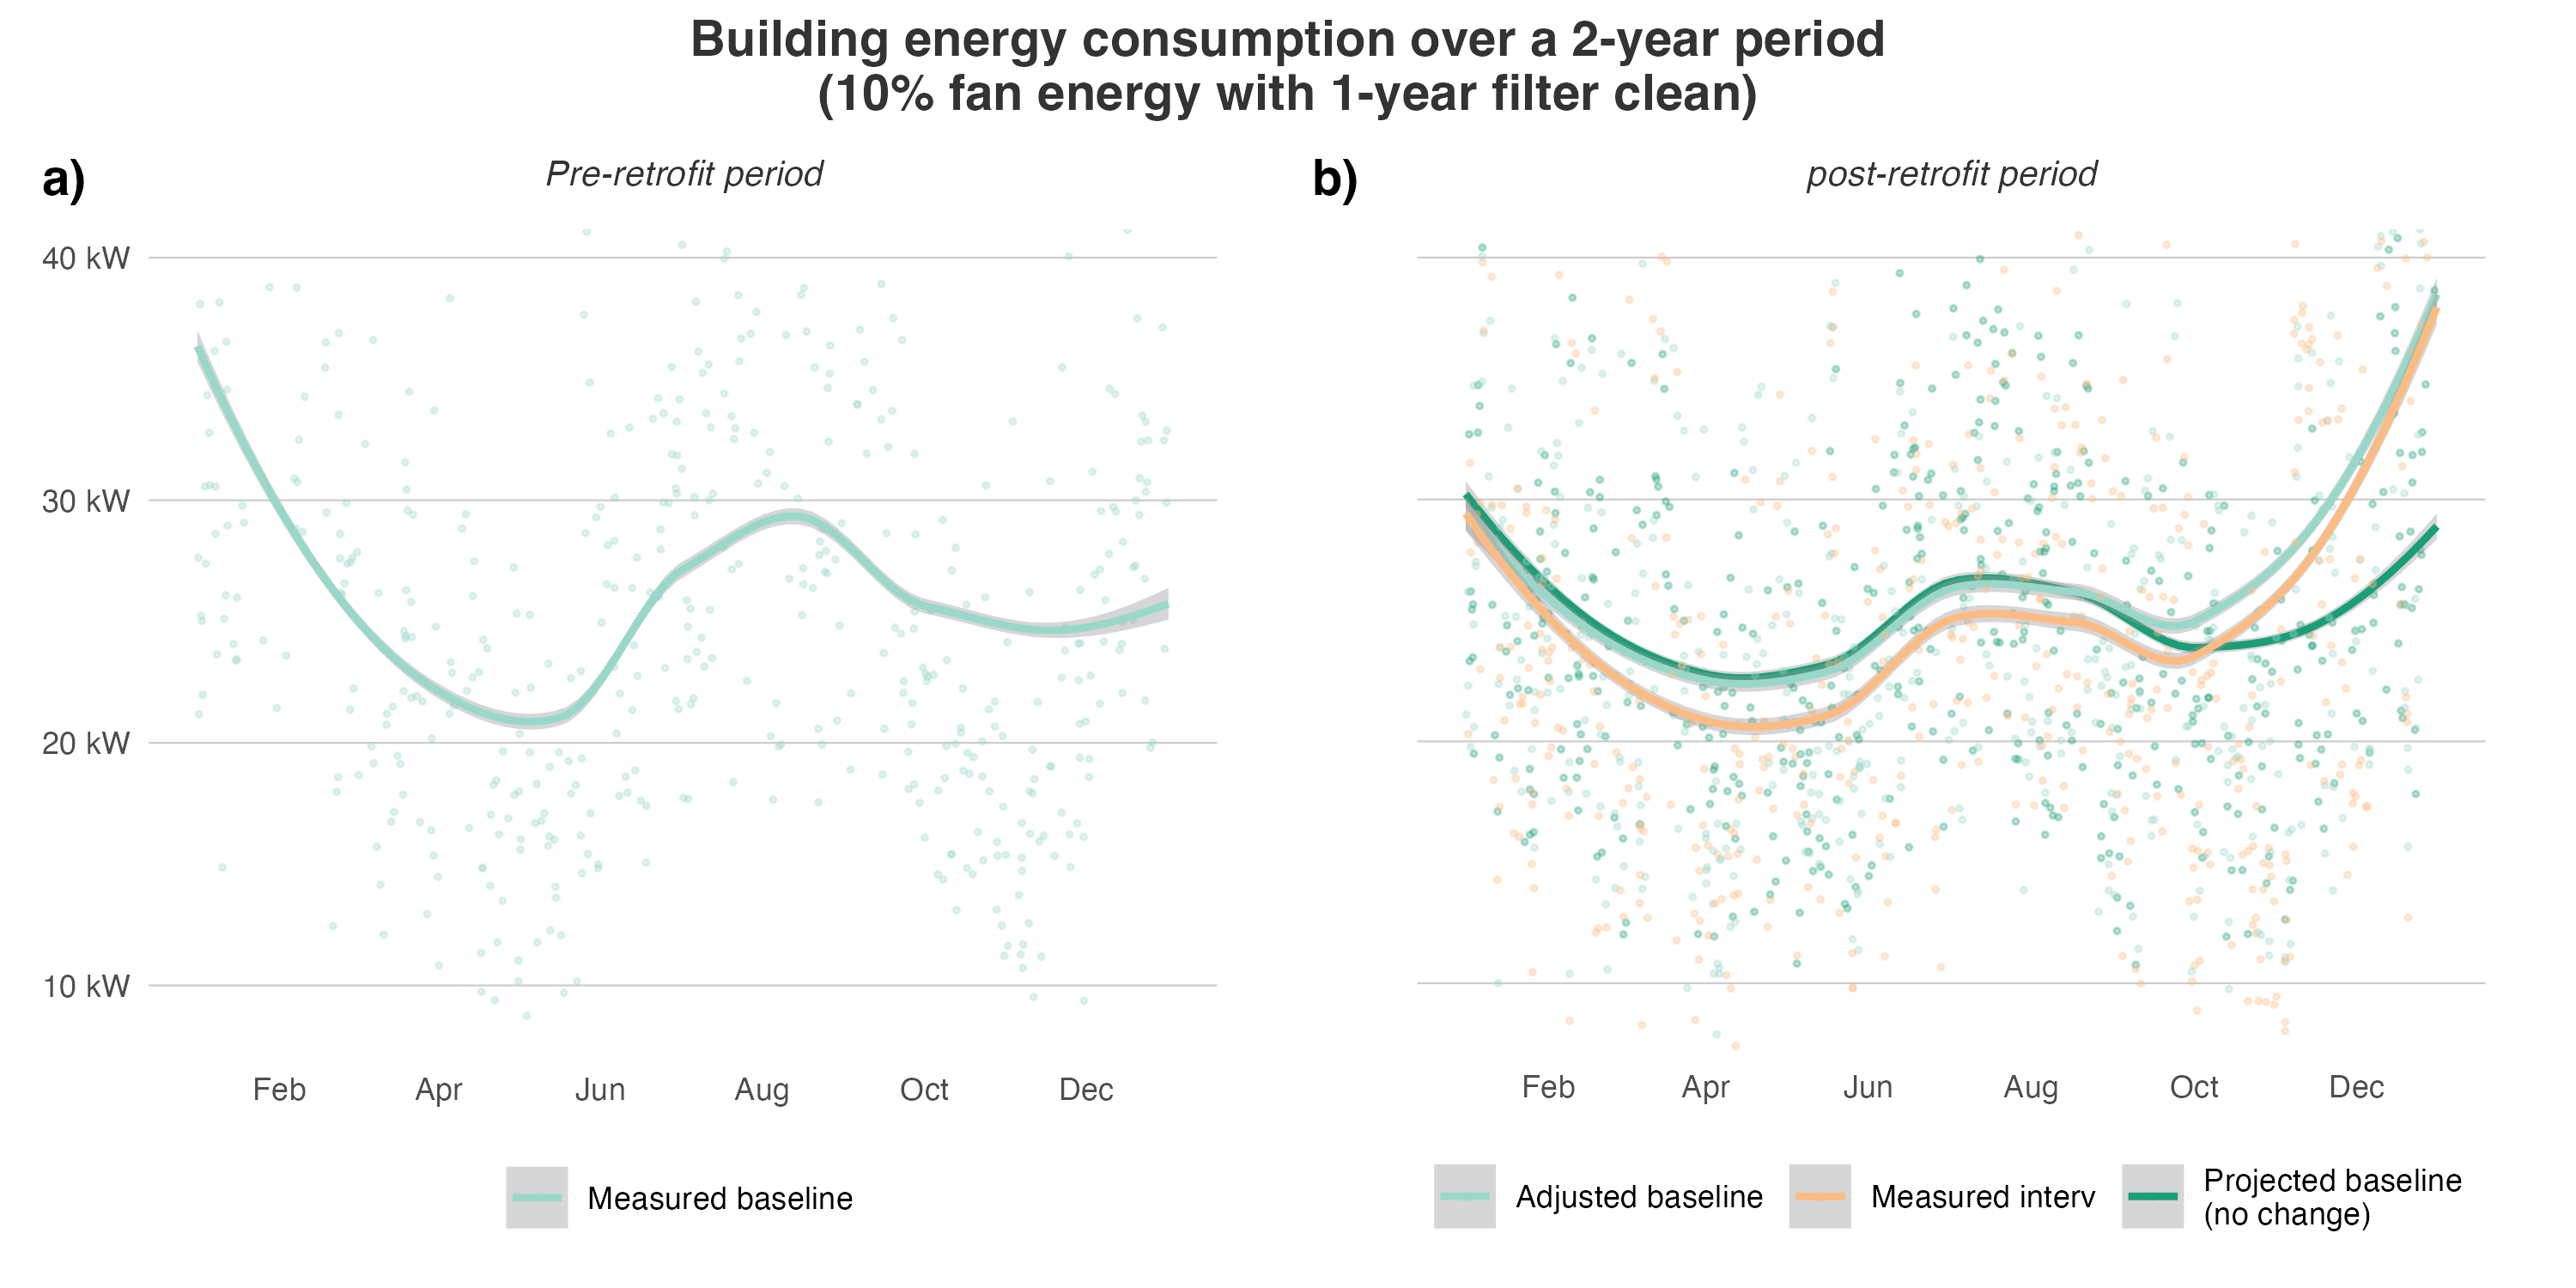 Building energy consumption over a 2-year period
(10% fan energy with 1-year filter clean)
a)
Pre-retrofit period
40 kW
30 kW
20 kW
10 kW
Feb Apr Jun Aug Oct Dec
Measured baseline
b)
post-retrofit period
Feb Apr Jun Aug Oct Dec
Adjusted baseline
Measured interv
Projected baseline
(no change)